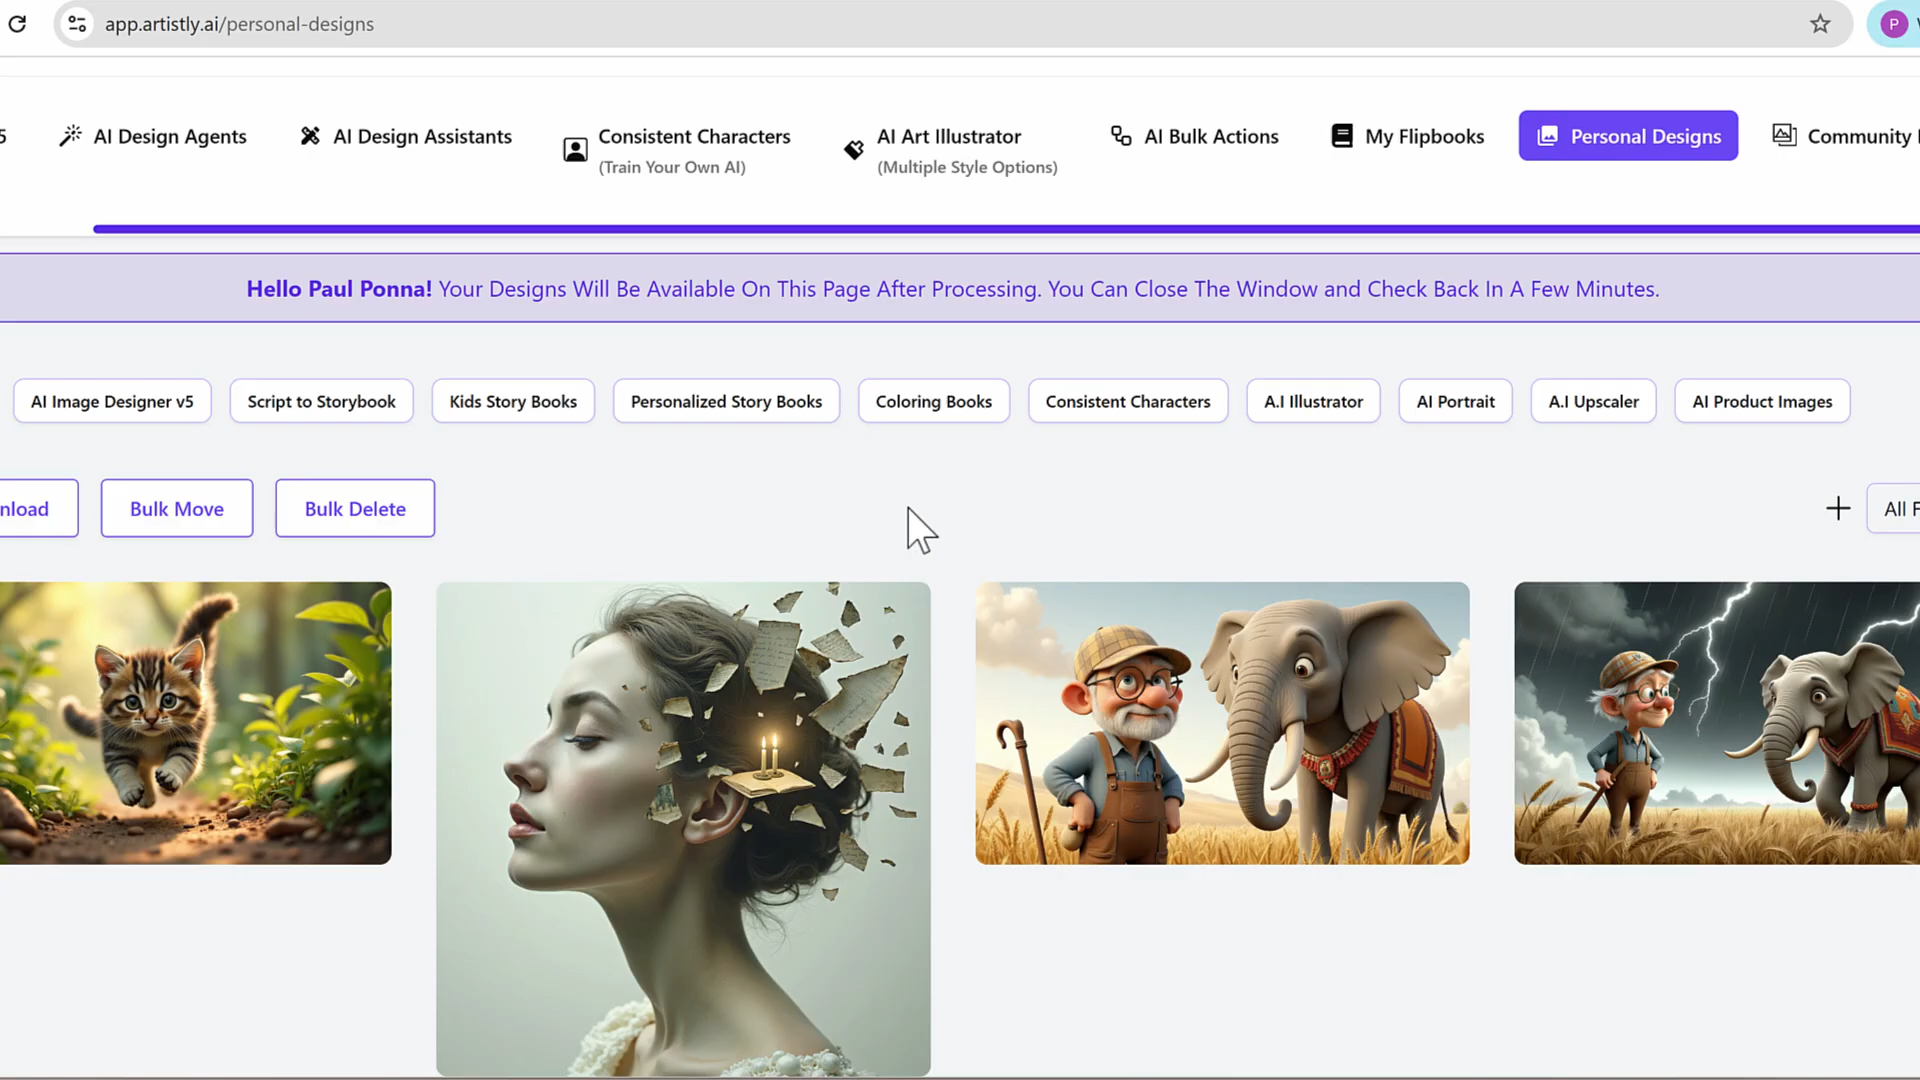 app.artistly.ai/personal-designs
P
5
AI Design Agents
AI Design Assistants
Consistent Characters
(Train Your Own AI)
AI Art Illustrator
(Multiple Style Options)
AI Bulk Actions
My Flipbooks
Personal Designs
Community
Hello Paul Ponna! Your Designs Will Be Available On This Page After Processing. You Can Close The Window and Check Back In A Few Minutes.
AI Image Designer v5
Script to Storybook
Kids Story Books
Personalized Story Books
Coloring Books
Consistent Characters
A.I Illustrator
AI Portrait
A.I Upscaler
AI Product Images
nload
Bulk Move
Bulk Delete
All F